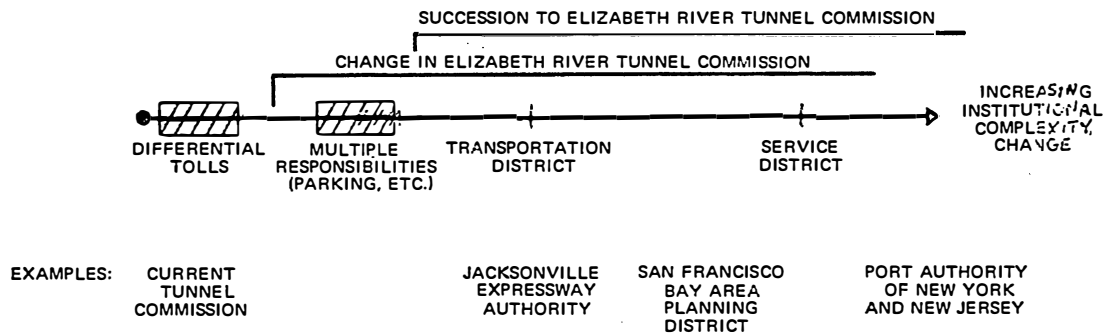 SUCCESSION TO ELIZABETH RIVER TUNNEL COMMISSION
CHANGE IN ELIZABETH RIVER TUNNEL COMMISSION
INCREASING
INSTITUTIONAL
COMPLEXITY,
CHANGE
DIFFERENTIAL
TOLLS
MULTIPLE
RESPONSIBILITIES
(PARKING, ETC.)
TRANSPORTATION
DISTRICT
SERVICE
DISTRICT
EXAMPLES:
CURRENT
TUNNEL
COMMISSION
JACKSONVILLE
EXPRESSWAY
AUTHORITY
SAN FRANCISCO
BAY AREA
PLANNING
DISTRICT
PORT AUTHORITY
OF NEW YORK
AND NEW JERSEY